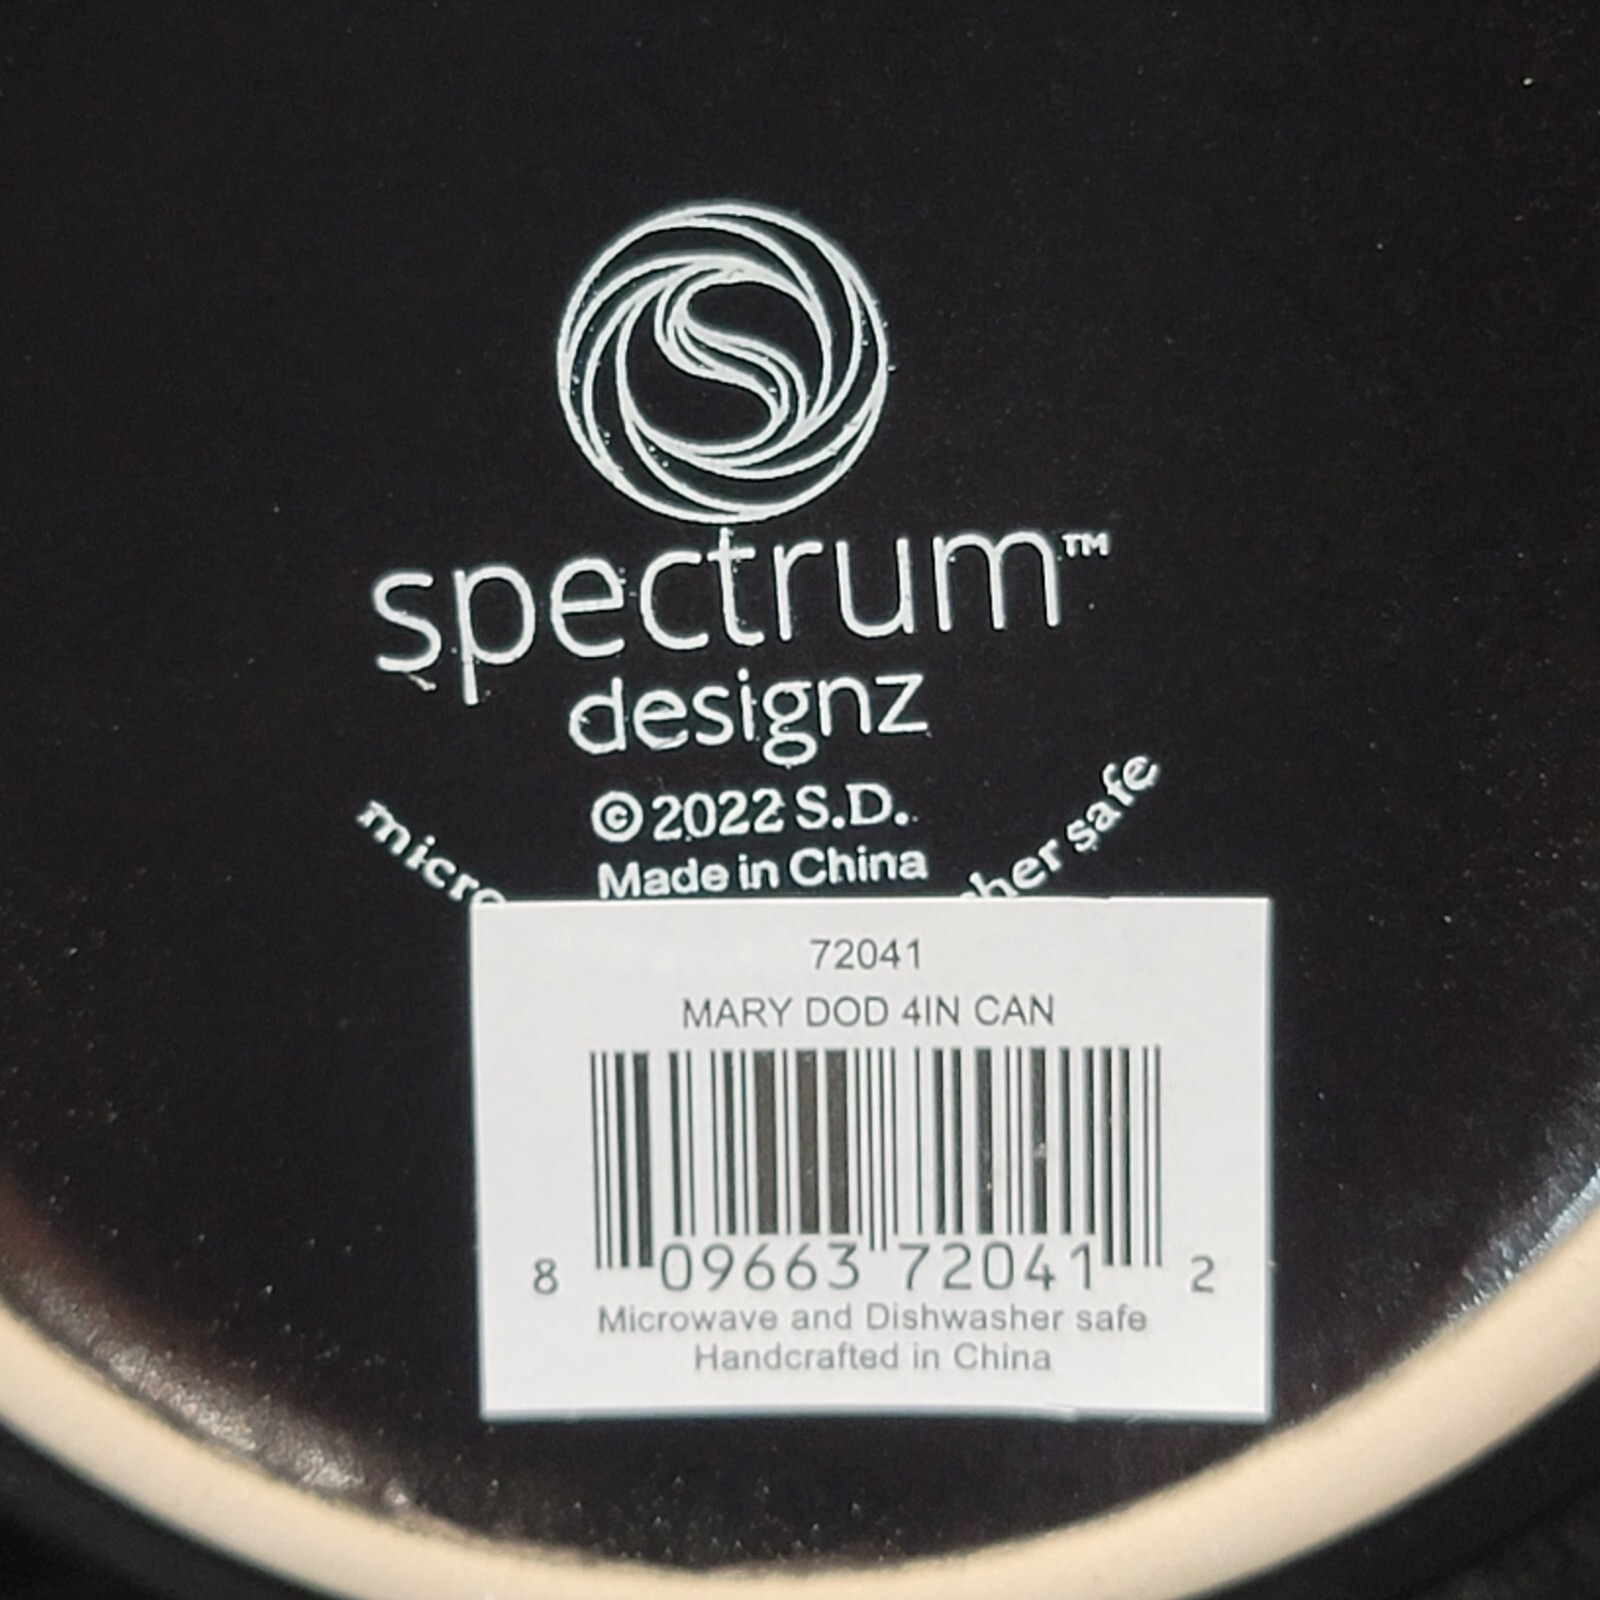 spectrum™
designz
© 2022 S.D.
Made in China
safe
72041
MARY DOD 4IN CAN
8 09663 72041 2
Microwave and Dishwasher safe
Handcrafted in China